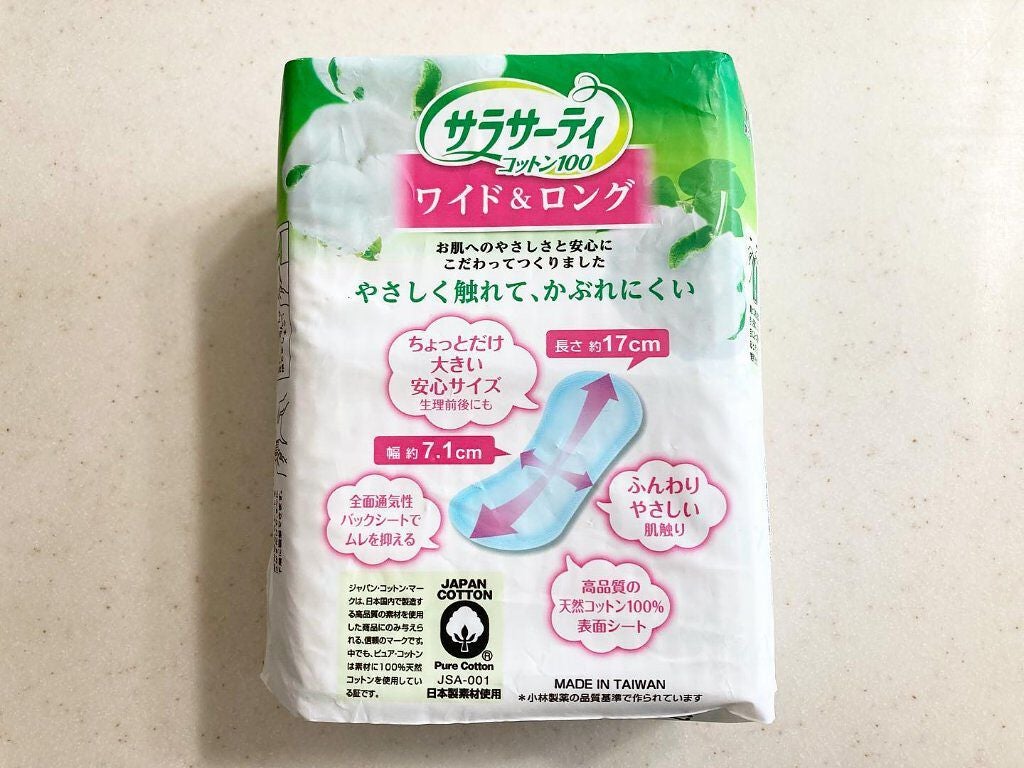 サラサーティ
コットン100
ワイド&ロング
お肌へのやさしさと安心に
こだわってつくりました
やさしく触れて、かぶれにくい
ちょっとだけ
大きい
安心サイズ
生理前後にも
長さ 約17cm
幅 約7.1cm
全面通気性
バックシートで
ムレを抑える
ふんわり
やさしい
肌触り
高品質の
天然コットン100%
表面シート
ジャパン・コットン・マー
クは、日本国内で製造す
る高品質の素材を使用
した商品にのみ与えら
れる、信頼のマークです。
中でも、ピュア・コットン
は素材に100%天然
コットンを使用してい
る証です。
JAPAN
COTTON
®
Pure Cotton
JSA-001
日本製素材使用
MADE IN TAIWAN
*小林製薬の品質基準で作られています